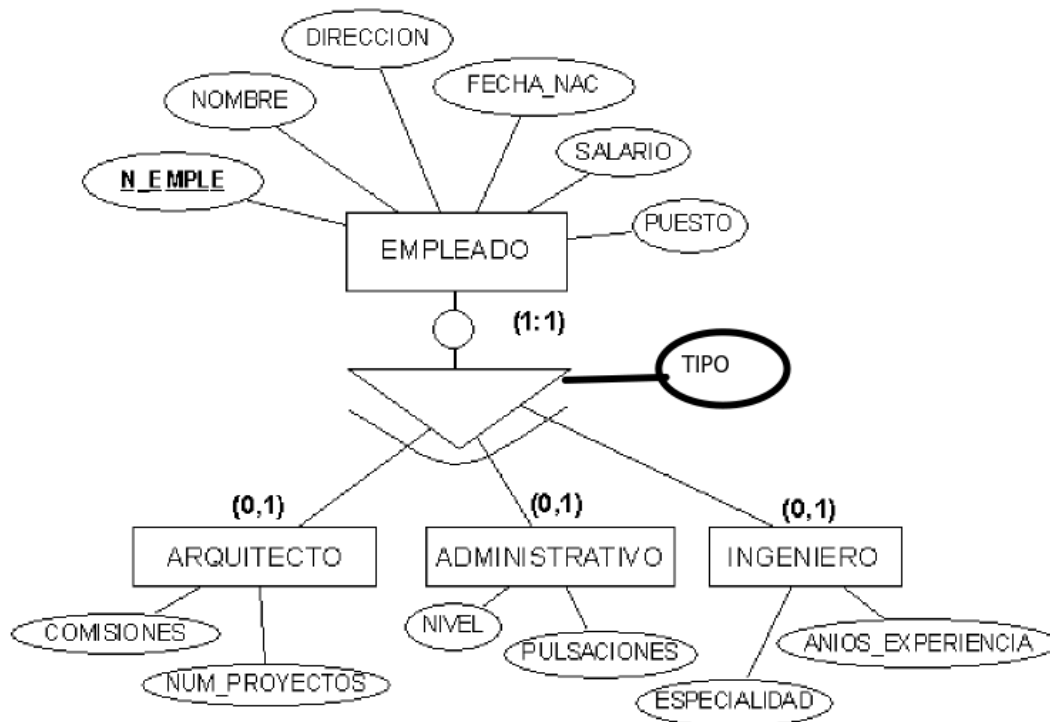 DIRECCION
FECHA_NAC
NOMBRE
SALARIO
N_EMPLE
PUESTO
EMPLEADO
(1:1)
TIPO
(0,1)
(0,1)
(0,1)
ARQUITECTO
ADMINISTRATIVO
INGENIERO
COMISIONES
NIVEL
ANIOS_EXPERIENCIA
PULSACIONES
NUM_PROYECTOS
ESPECIALIDAD